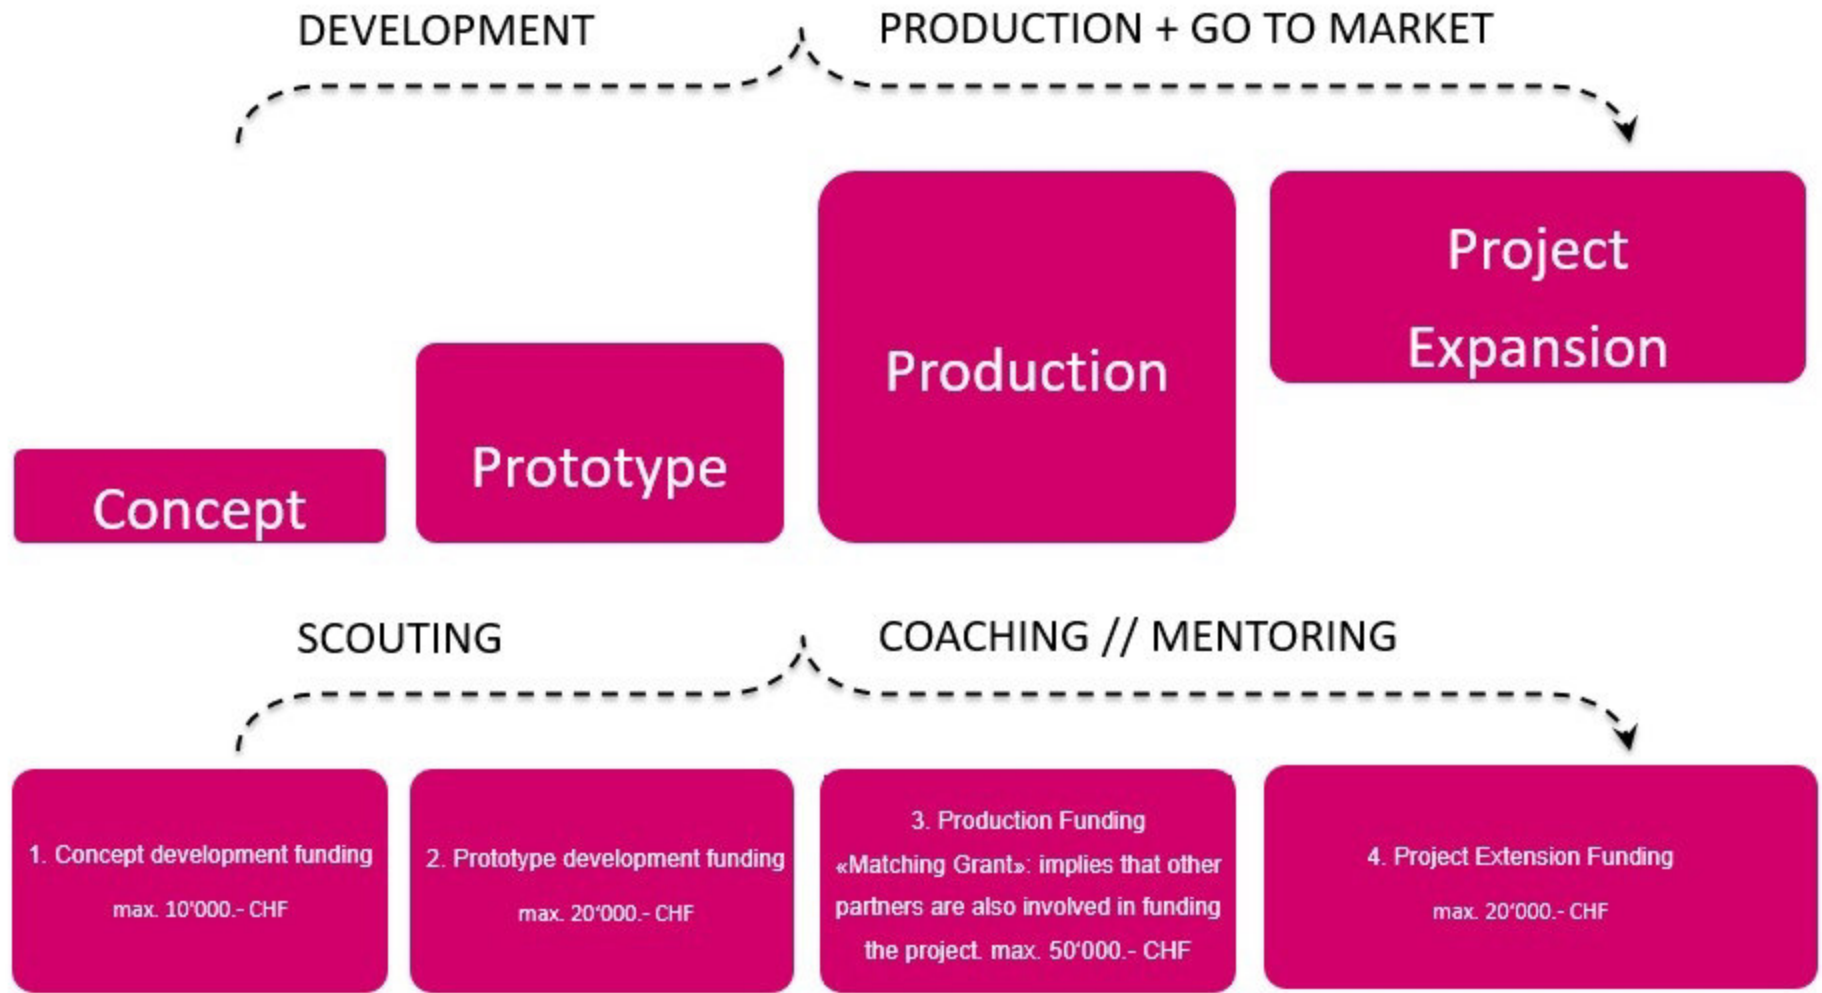 DEVELOPMENT
PRODUCTION + GO TO MARKET
Concept
Prototype
Production
Project
Expansion
SCOUTING
COACHING // MENTORING
1. Concept development funding
max. 10'000.- CHF
2. Prototype development funding
max. 20'000.- CHF
3. Production Funding
«Matching Grant»: implies that other
partners are also involved in funding
the project. max. 50'000.- CHF
4. Project Extension Funding
max. 20'000.- CHF